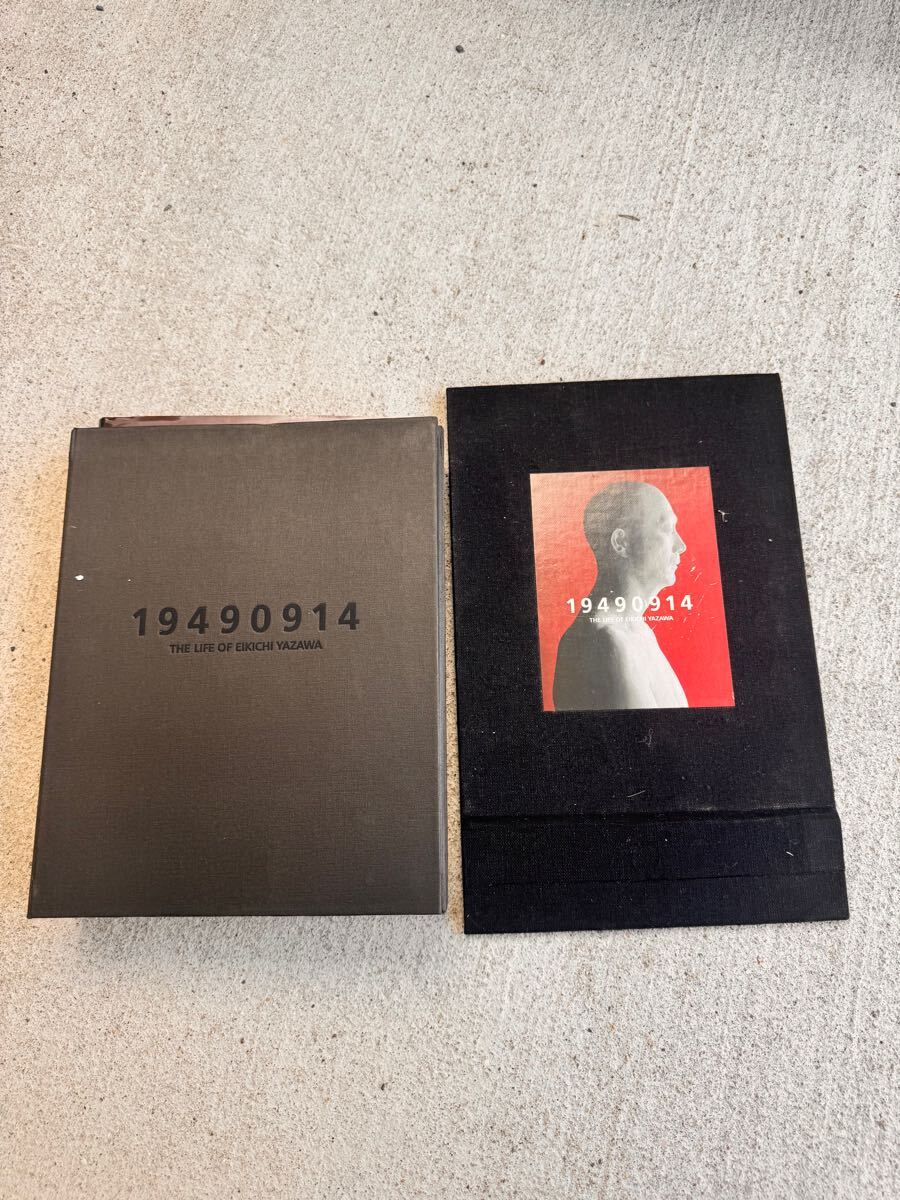 19490914
THE LIFE OF EIKICHI YAZAWA
19490914
THE LIFE OF EIKICHI YAZAWA